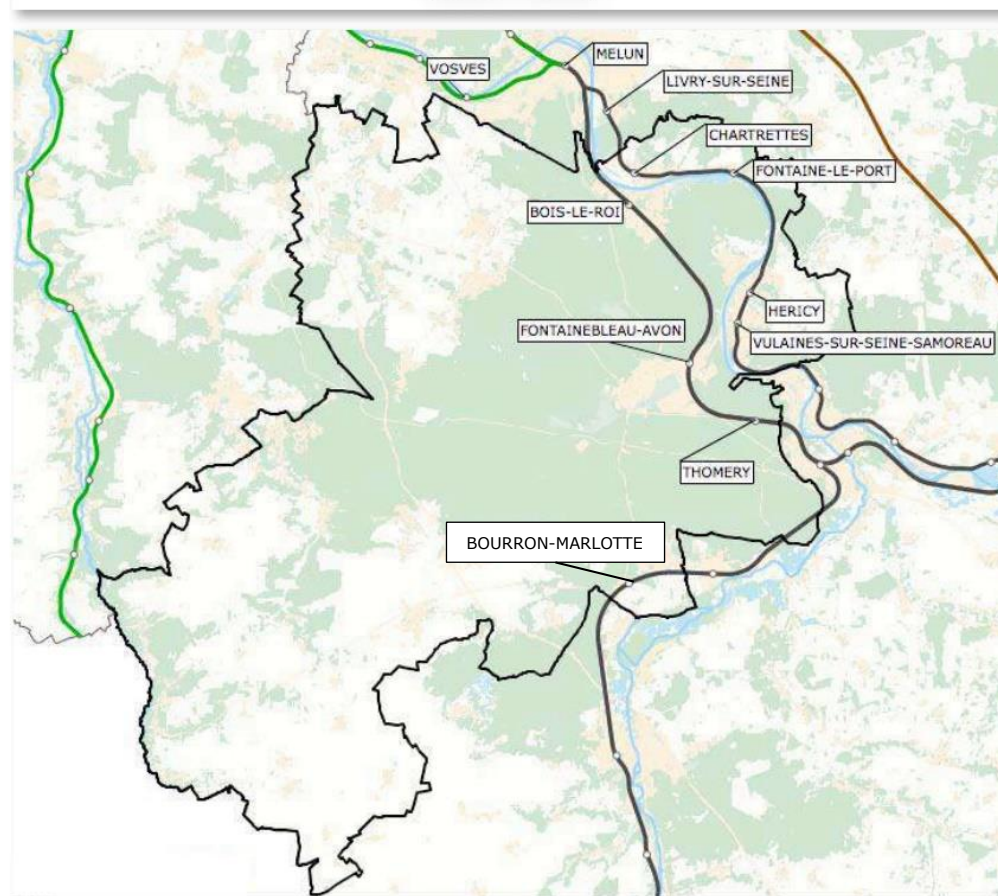 MELUN
VOSVES
LIVRY-SUR-SEINE
CHARTRETTES
FONTAINE-LE-PORT
BOIS-LE-ROI
HERICY
FONTAINEBLEAU-AVON
VULAINES-SUR-SEINE-SAMOREAU
THOMERY
BOURRON-MARLOTTE